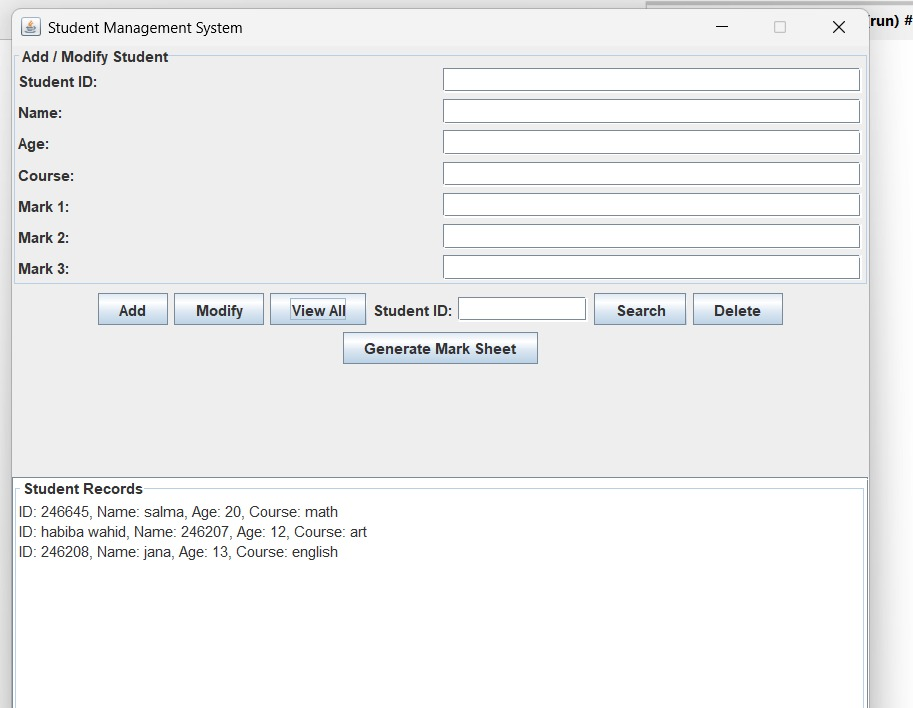 Student Management System
run) #
Add / Modify Student
Student ID:
Name:
Age:
Course:
Mark 1:
Mark 2:
Mark 3:
Add Modify View All Student ID: Search Delete
Generate Mark Sheet
Student Records
ID: 246645, Name: salma, Age: 20, Course: math
ID: habiba wahid, Name: 246207, Age: 12, Course: art
ID: 246208, Name: jana, Age: 13, Course: english